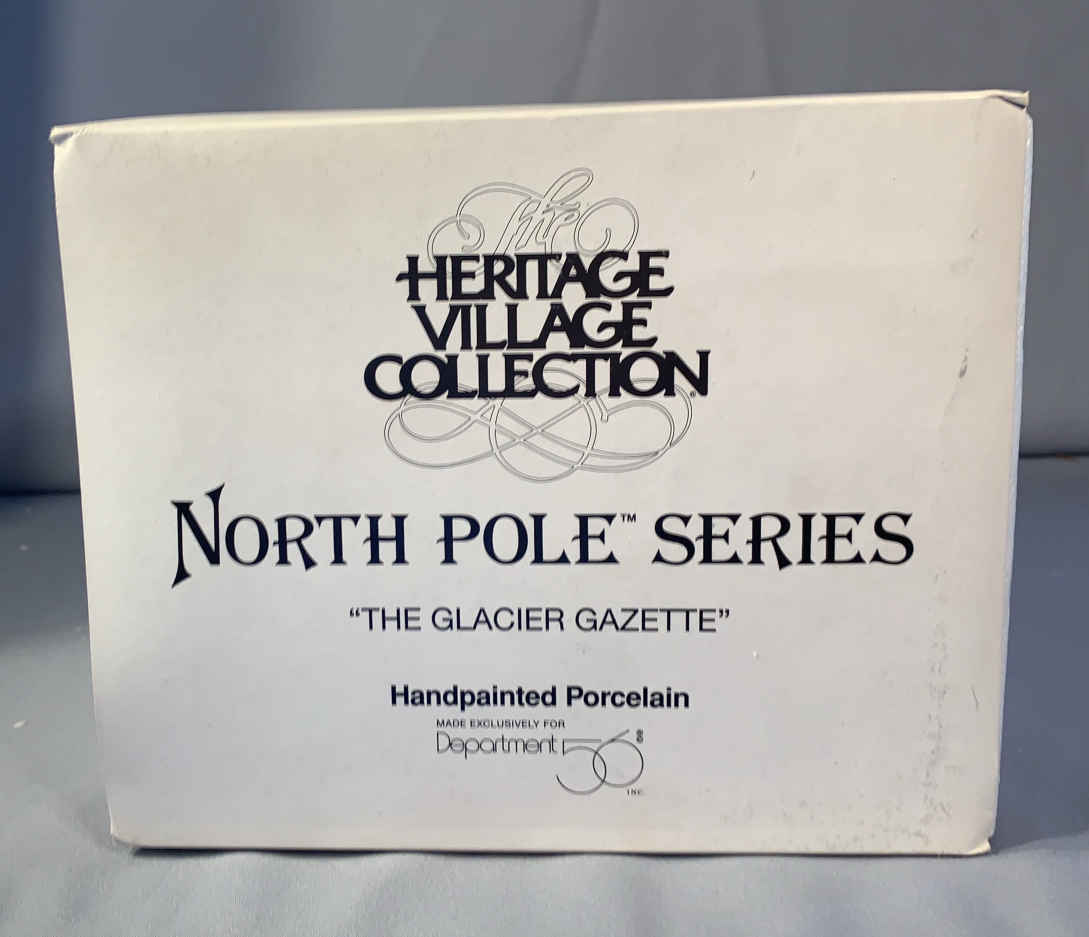 The
HERITAGE
VILLAGE
COLLECTION®
NORTH POLE™ SERIES
“THE GLACIER GAZETTE”
Handpainted Porcelain
MADE EXCLUSIVELY FOR
Department 56®
INC.